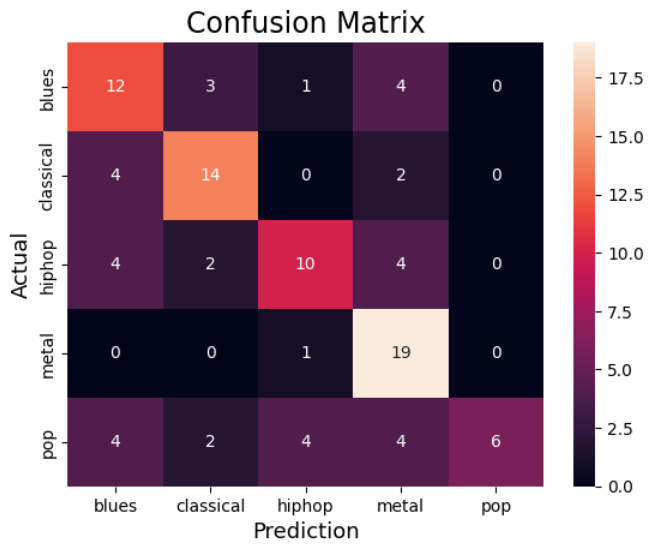 Confusion Matrix
Actual
blues 12 3 1 4 0
classical 4 14 0 2 0
hiphop 4 2 10 4 0
metal 0 0 1 19 0
pop 4 2 4 4 6
blues classical hiphop metal pop
Prediction
17.5
15.0
12.5
10.0
7.5
5.0
2.5
0.0